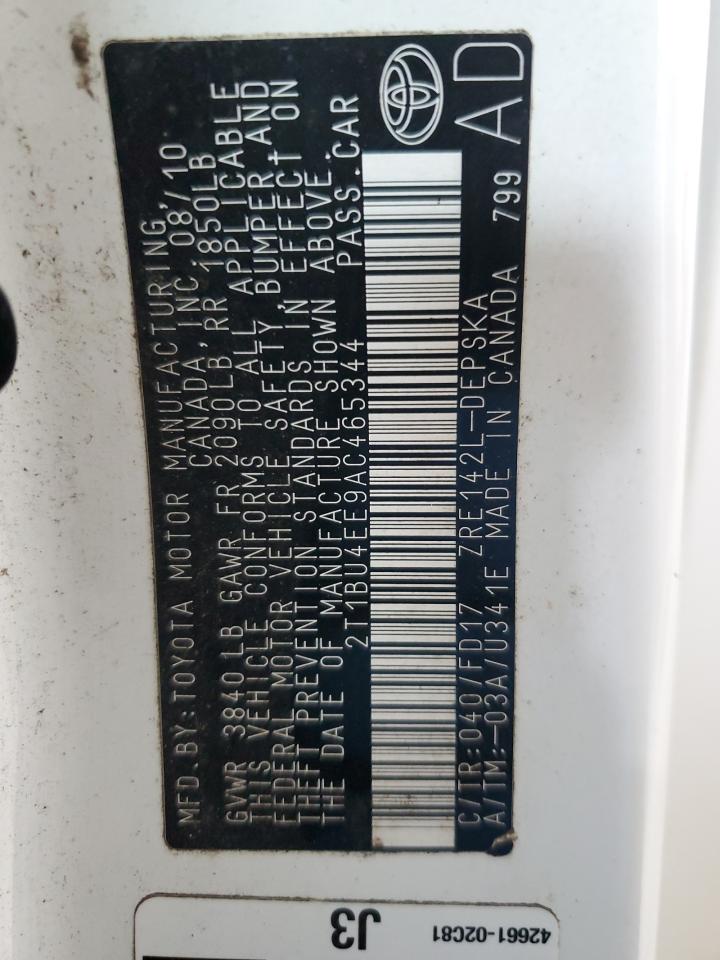 MFD.BY:TOYOTA MOTOR MANUFACTURING,
CANADA,INC.08/10
GVWR 3840LB GAWR FR 2090LB,RR 1850LB
THIS VEHICLE CONFORMS TO ALL APPLICABLE
FEDERAL MOTOR VEHICLE SAFETY,BUMPER,AND
THEFT PREVENTION STANDARDS IN EFFECT ON
THE DATE OF MANUFACTURE SHOWN ABOVE.
2T1BU4EE9AC465344 PASS.CAR
C/TR:040/FD17 ZRE142L-DEPSKA
A/TM:-03A/U341E MADE IN CANADA 799
AD
J3
42661-02C81